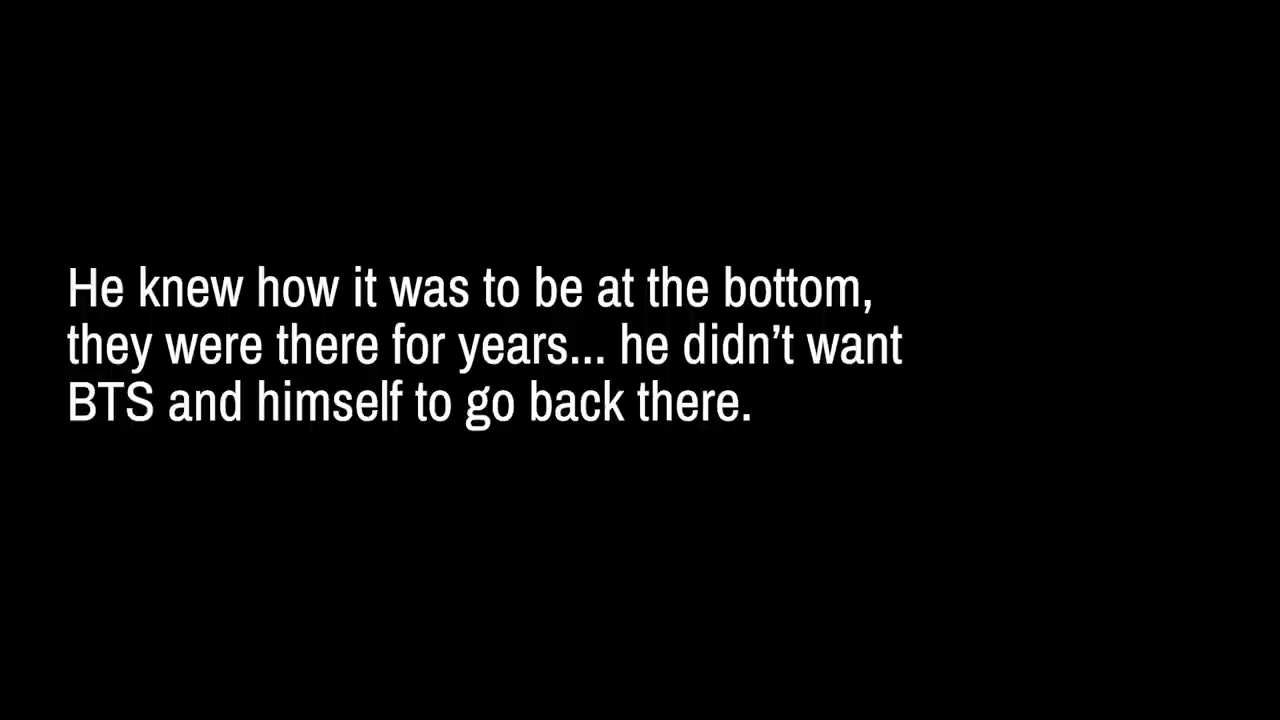 He knew how it was to be at the bottom,
they were there for years... he didn’t want
BTS and himself to go back there.